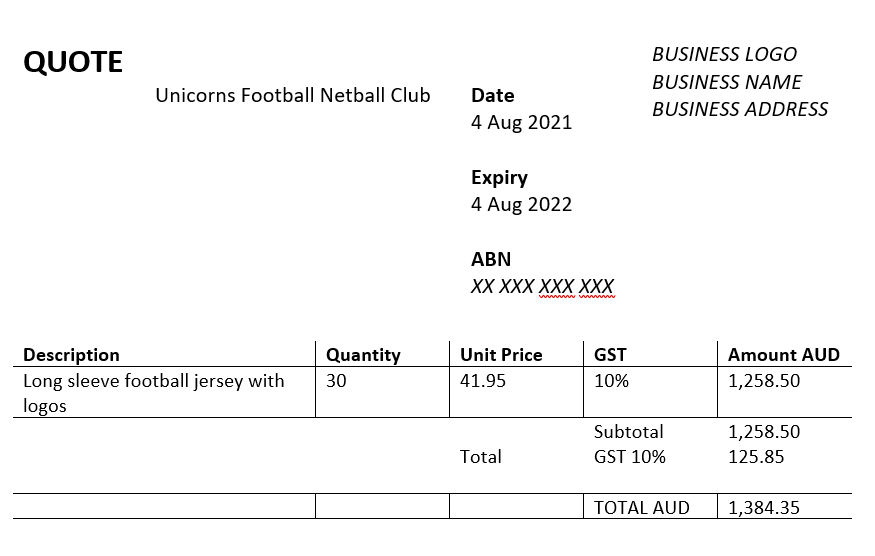 QUOTE
BUSINESS LOGO
BUSINESS NAME
BUSINESS ADDRESS
Unicorns Football Netball Club
Date
4 Aug 2021
Expiry
4 Aug 2022
ABN
XX XXX XXX XXX
Description Quantity Unit Price GST Amount AUD
Long sleeve football jersey with 30 41.95 10% 1,258.50
logos
Subtotal 1,258.50
Total GST 10% 125.85
TOTAL AUD 1,384.35